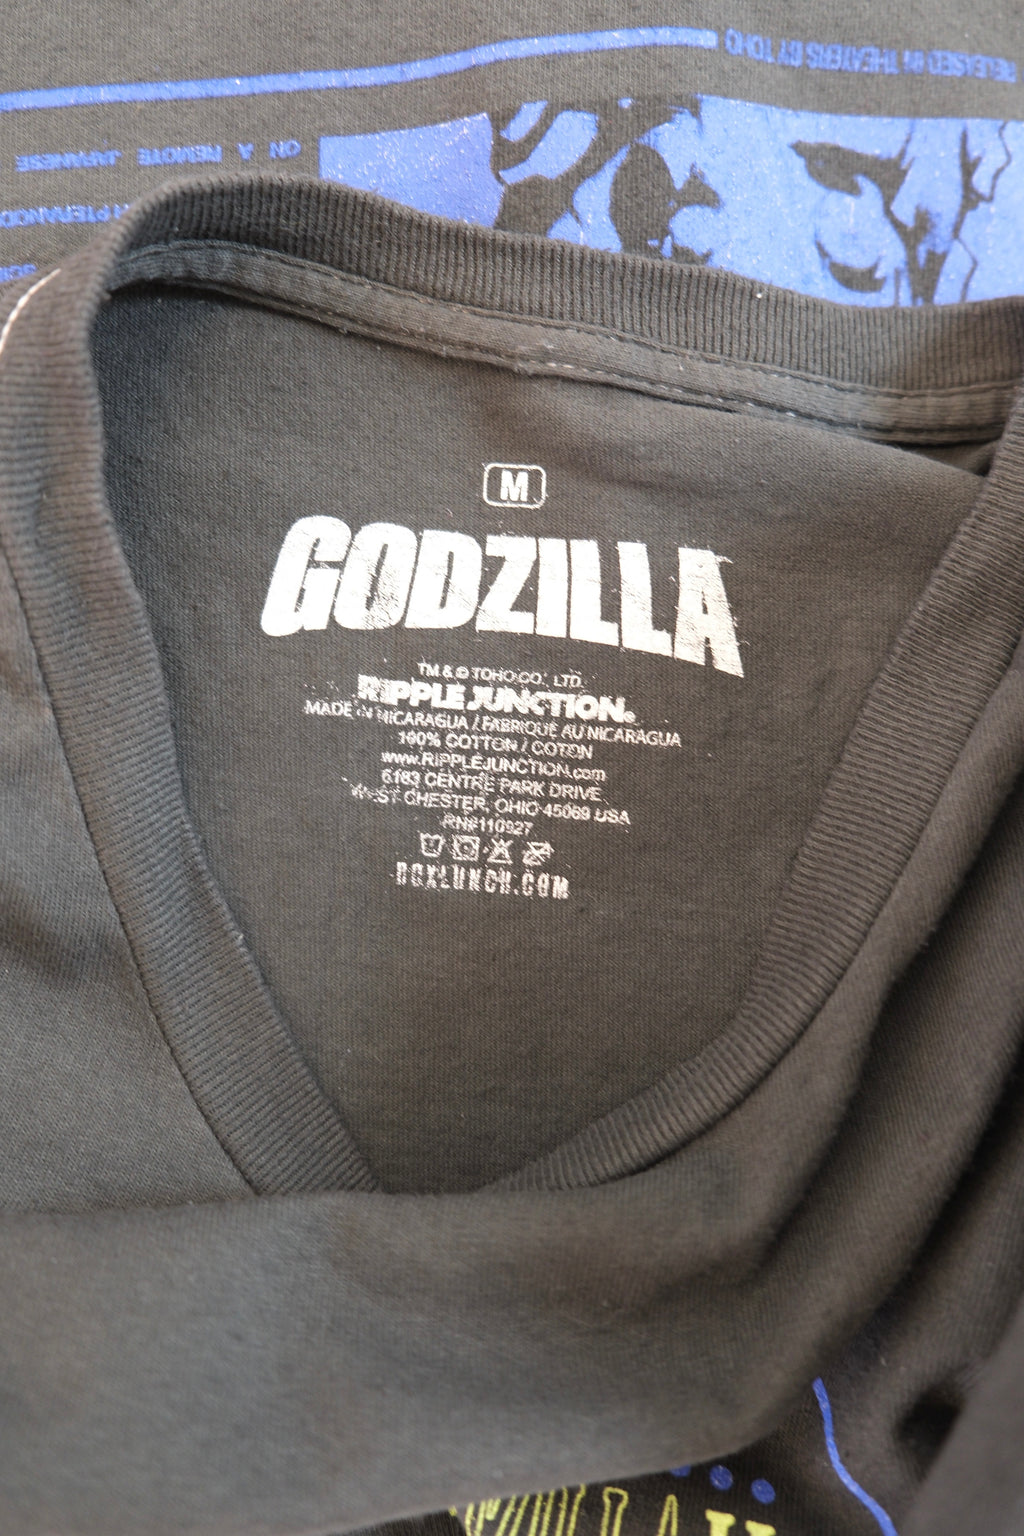 RELEASED IN THEATERS BY TOHO
ON A REMOTE JAPANESE
M
GODZILLA
TM & © TOHO CO., LTD.
RIPPLE JUNCTION®
MADE IN NICARAGUA / FABRIQUE AU NICARAGUA
100% COTTON / COTON
www.RIPPLEJUNCTION.com
6183 CENTRE PARK DRIVE
WEST CHESTER, OHIO 45069 USA
RN#110927
BOXLUNCH.COM